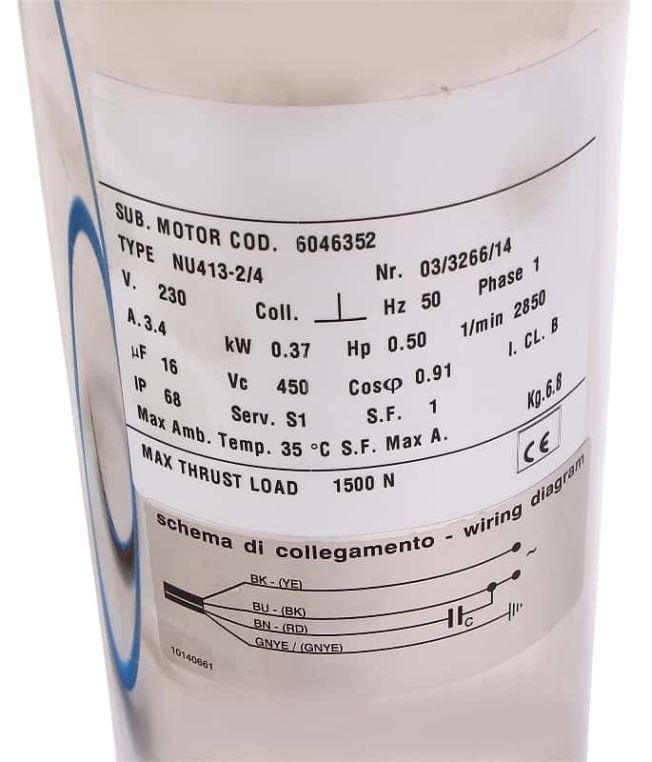 SUB. MOTOR COD. 6046352
TYPE NU413-2/4 Nr. 03/3266/14
V. 230 Coll. Hz 50 Phase 1
A.3.4 kW 0.37 Hp 0.50 1/min 2850
µF 16 Vc 450 Cosφ 0.91 I. CL. B
IP 68 Serv. S1 S.F. 1 Kg.6.8
Max Amb. Temp. 35 °C S.F. Max A.
MAX THRUST LOAD 1500 N CE
schema di collegamento - wiring diagram
BK - (YE) ~
BU - (BK)
BN - (RD) C
GNYE / (GNYE)
10140661